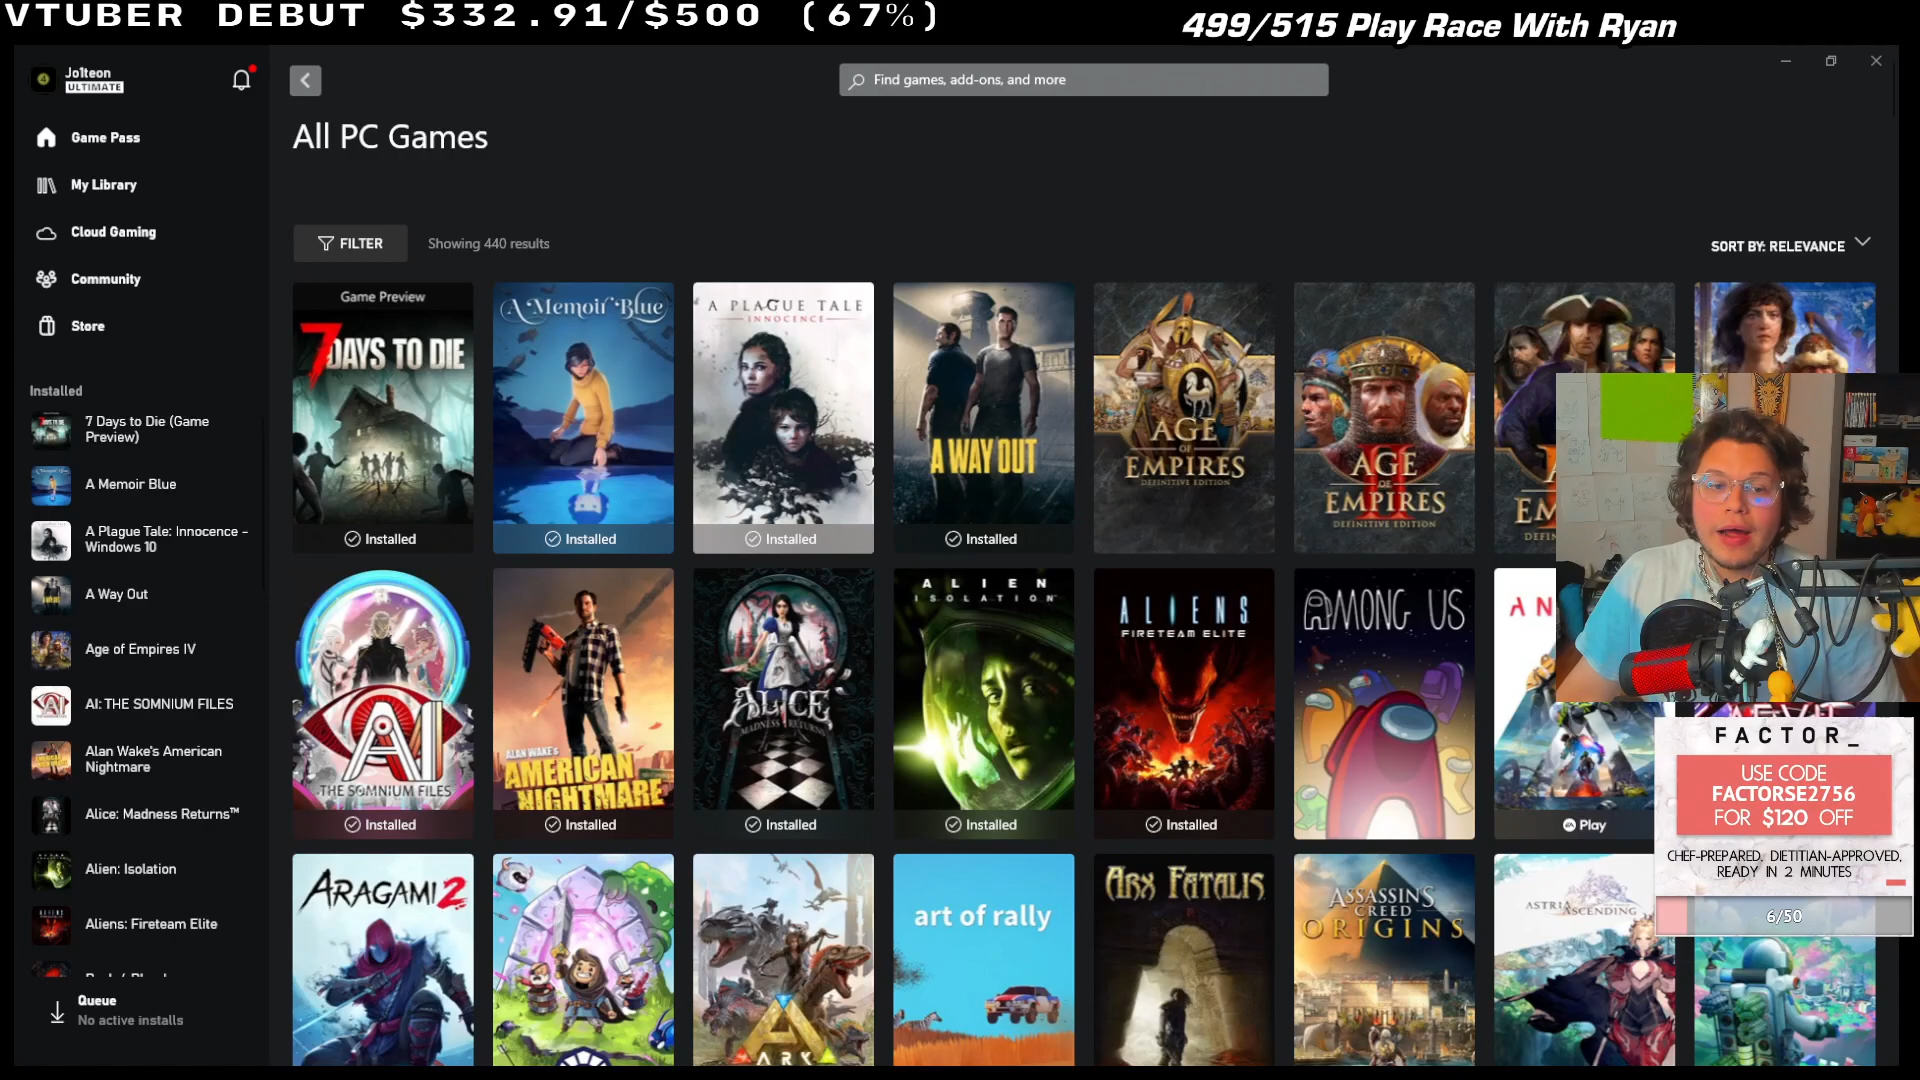 VTUBER DEBUT $332.91/$500 (67%)
499/515 Play Race With Ryan
Jo1teon
ULTIMATE
Find games, add-ons, and more
Game Pass
My Library
Cloud Gaming
Community
Store
All PC Games
FILTER
Showing 440 results
SORT BY: RELEVANCE
Installed
7 Days to Die (Game
Preview)
A Memoir Blue
A Plague Tale: Innocence -
Windows 10
A Way Out
Age of Empires IV
AI: THE SOMNIUM FILES
Alan Wake's American
Nightmare
Alice: Madness Returns™
Alien: Isolation
Aliens: Fireteam Elite
Queue
No active installs
Game Preview
7 DAYS TO DIE
Installed
A Memoir Blue
Installed
A PLAGUE TALE
INNOCENCE
Installed
A WAY OUT
Installed
AGE
OF
EMPIRES
DEFINITIVE EDITION
AGE
II
OF
EMPIRES
DEFINITIVE EDITION
AI
THE SOMNIUM FILES
Installed
ALAN WAKE'S
AMERICAN
NIGHTMARE
Installed
ALICE
MADNESS RETURNS
Installed
ALIEN
ISOLATION
Installed
ALIENS
FIRETEAM ELITE
Installed
AMONG US
AN
Play
ARAGAMI 2
ARK
art of rally
ARX FATALIS
ASSASSIN'S
CREED
ORIGINS
ASTRIA
ASCENDING
FACTOR_
USE CODE
FACTORSE2756
FOR $120 OFF
CHEF-PREPARED, DIETITIAN-APPROVED,
READY IN 2 MINUTES
6/50